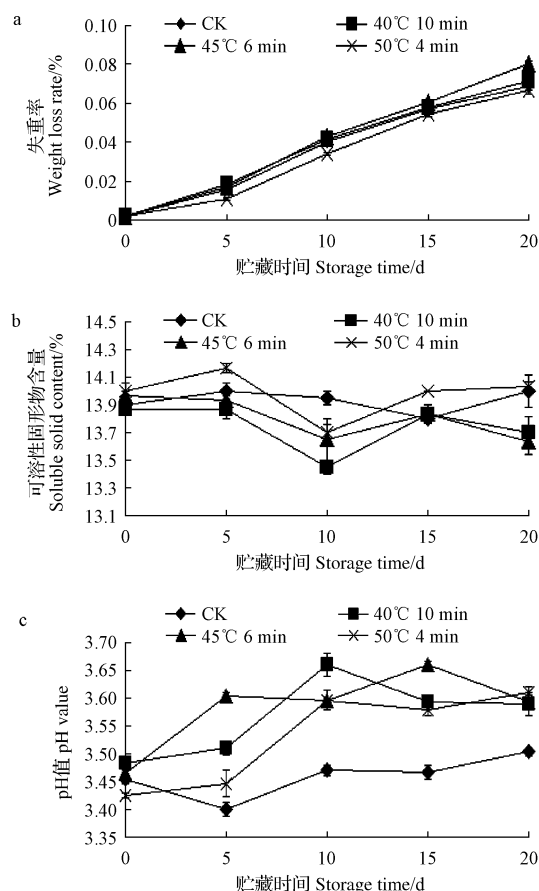 a
CK
40℃ 10 min
45℃ 6 min
50℃ 4 min
0.10
0.08
0.06
0.04
0.02
0
失重率
Weight loss rate/%
0 5 10 15 20
贮藏时间 Storage time/d
b
CK
40℃ 10 min
45℃ 6 min
50℃ 4 min
14.5
14.3
14.1
13.9
13.7
13.5
13.3
13.1
可溶性固形物含量
Soluble solid content/%
0 5 10 15 20
贮藏时间 Storage time/d
c
CK
40℃ 10 min
45℃ 6 min
50℃ 4 min
3.70
3.65
3.60
3.50
3.45
3.40
3.35
pH值 pH value
0 5 10 15 20
贮藏时间 Storage time/d